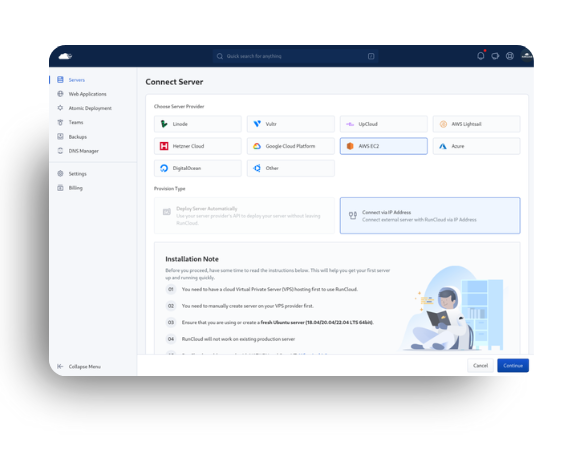 Quick search for anything
Servers
Web Applications
Atomic Deployment
Teams
Backups
DNS Manager
Settings
Billing
Collapse Menu
Connect Server
Choose Server Provider
Linode
Vultr
UpCloud
AWS Lightsail
Hetzner Cloud
Google Cloud Platform
AWS EC2
Azure
DigitalOcean
Other
Provision Type
Deploy Server Automatically
Use your server provider's API to deploy your server without leaving
RunCloud.
Connect via IP Address
Connect external server with RunCloud via IP Address
Installation Note
Before you proceed, have some time to read the instructions below. This will help you get your first server
up and running quickly.
01 You need to have a cloud Virtual Private Server (VPS) hosting first to use RunCloud.
02 You need to manually create server on your VPS provider first.
03 Ensure that you are using or create a fresh Ubuntu server (18.04/20.04/22.04 LTS 64bit).
04 RunCloud will not work on existing production server
Cancel
Continue